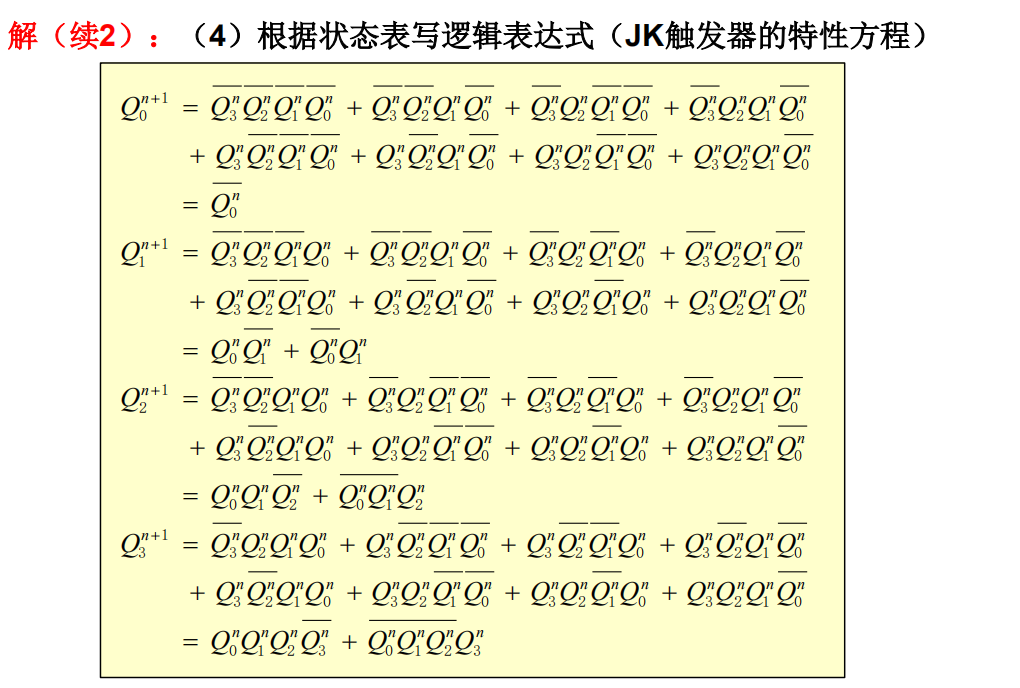 解（续2）：（4）根据状态表写逻辑表达式（JK触发器的特性方程）
$Q_0^{n+1} = \overline{Q_3^n}\,\overline{Q_2^n}\,\overline{Q_1^n}\,\overline{Q_0^n} + \overline{Q_3^n}\,\overline{Q_2^n}Q_1^n\overline{Q_0^n} + \overline{Q_3^n}Q_2^n\overline{Q_1^n}\,\overline{Q_0^n} + \overline{Q_3^n}Q_2^nQ_1^n\overline{Q_0^n}$
$+ Q_3^n\overline{Q_2^n}\,\overline{Q_1^n}\,\overline{Q_0^n} + Q_3^n\overline{Q_2^n}Q_1^n\overline{Q_0^n} + Q_3^nQ_2^n\overline{Q_1^n}\,\overline{Q_0^n} + Q_3^nQ_2^nQ_1^n\overline{Q_0^n}$
$= \overline{Q_0^n}$
$Q_1^{n+1} = \overline{Q_3^n}\,\overline{Q_2^n}\,\overline{Q_1^n}Q_0^n + \overline{Q_3^n}\,\overline{Q_2^n}Q_1^n\overline{Q_0^n} + \overline{Q_3^n}Q_2^n\overline{Q_1^n}Q_0^n + \overline{Q_3^n}Q_2^nQ_1^n\overline{Q_0^n}$
$+ Q_3^n\overline{Q_2^n}\,\overline{Q_1^n}Q_0^n + Q_3^n\overline{Q_2^n}Q_1^n\overline{Q_0^n} + Q_3^nQ_2^n\overline{Q_1^n}Q_0^n + Q_3^nQ_2^nQ_1^n\overline{Q_0^n}$
$= Q_0^n\overline{Q_1^n} + \overline{Q_0^n}Q_1^n$
$Q_2^{n+1} = \overline{Q_3^n}\,\overline{Q_2^n}Q_1^nQ_0^n + \overline{Q_3^n}Q_2^n\overline{Q_1^n}\,\overline{Q_0^n} + \overline{Q_3^n}Q_2^n\overline{Q_1^n}Q_0^n + \overline{Q_3^n}Q_2^nQ_1^n\overline{Q_0^n}$
$+ Q_3^n\overline{Q_2^n}Q_1^nQ_0^n + Q_3^nQ_2^n\overline{Q_1^n}\,\overline{Q_0^n} + Q_3^nQ_2^n\overline{Q_1^n}Q_0^n + Q_3^nQ_2^nQ_1^n\overline{Q_0^n}$
$= Q_0^nQ_1^n\overline{Q_2^n} + \overline{Q_0^nQ_1^n}Q_2^n$
$Q_3^{n+1} = \overline{Q_3^n}Q_2^nQ_1^nQ_0^n + Q_3^n\overline{Q_2^n}\,\overline{Q_1^n}\,\overline{Q_0^n} + Q_3^n\overline{Q_2^n}\,\overline{Q_1^n}Q_0^n + Q_3^n\overline{Q_2^n}Q_1^n\overline{Q_0^n}$
$+ Q_3^n\overline{Q_2^n}Q_1^nQ_0^n + Q_3^nQ_2^n\overline{Q_1^n}\,\overline{Q_0^n} + Q_3^nQ_2^n\overline{Q_1^n}Q_0^n + Q_3^nQ_2^nQ_1^n\overline{Q_0^n}$
$= Q_0^nQ_1^nQ_2^n\overline{Q_3^n} + \overline{Q_0^nQ_1^nQ_2^n}Q_3^n$